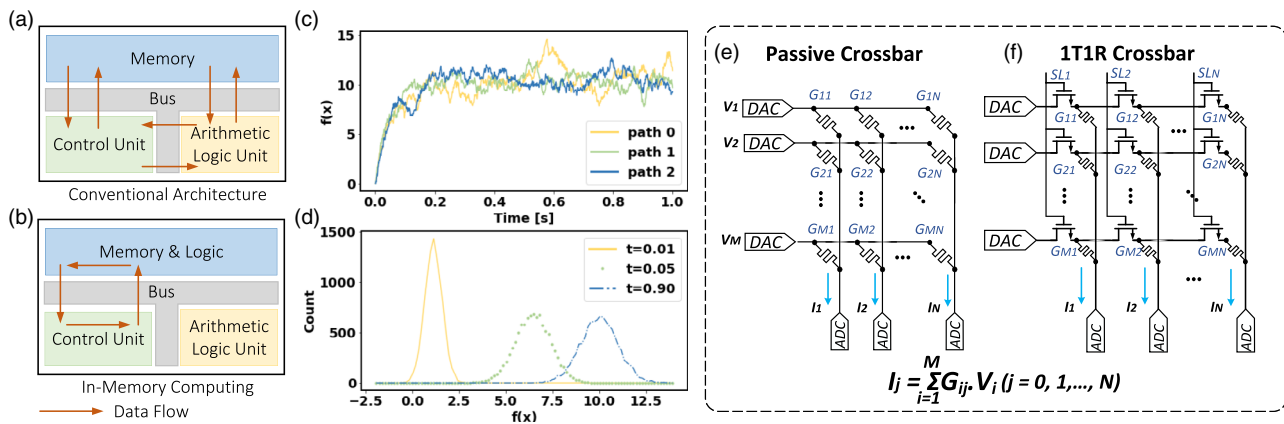 (a)
Memory
Bus
Control Unit
Arithmetic
Logic Unit
Conventional Architecture
(b)
Memory & Logic
Bus
Control Unit
Arithmetic
Logic Unit
In-Memory Computing
Data Flow
(c)
15
10
5
0
f(x)
path 0
path 1
path 2
0.0 0.2 0.4 0.6 0.8 1.0
Time [s]
(d)
1500
1000
500
0
Count
t=0.01
t=0.05
t=0.90
−2.5 0.0 2.5 5.0 7.5 10.0 12.5
f(x)
(e)
Passive Crossbar
G11 G12 G1N
V1 DAC
V2 DAC
G21 G22 G2N
VM DAC
GM1 GM2 GMN
I1 I2 IN
ADC ADC ADC
(f)
1T1R Crossbar
SL1 SL2 SLN
DAC
G11 G12 G1N
DAC
G21 G22 G2N
DAC
GM1 GM2 GMN
I1 I2 IN
ADC ADC ADC
Ij = M Σ i=1 Gij.Vi (j = 0, 1,..., N)